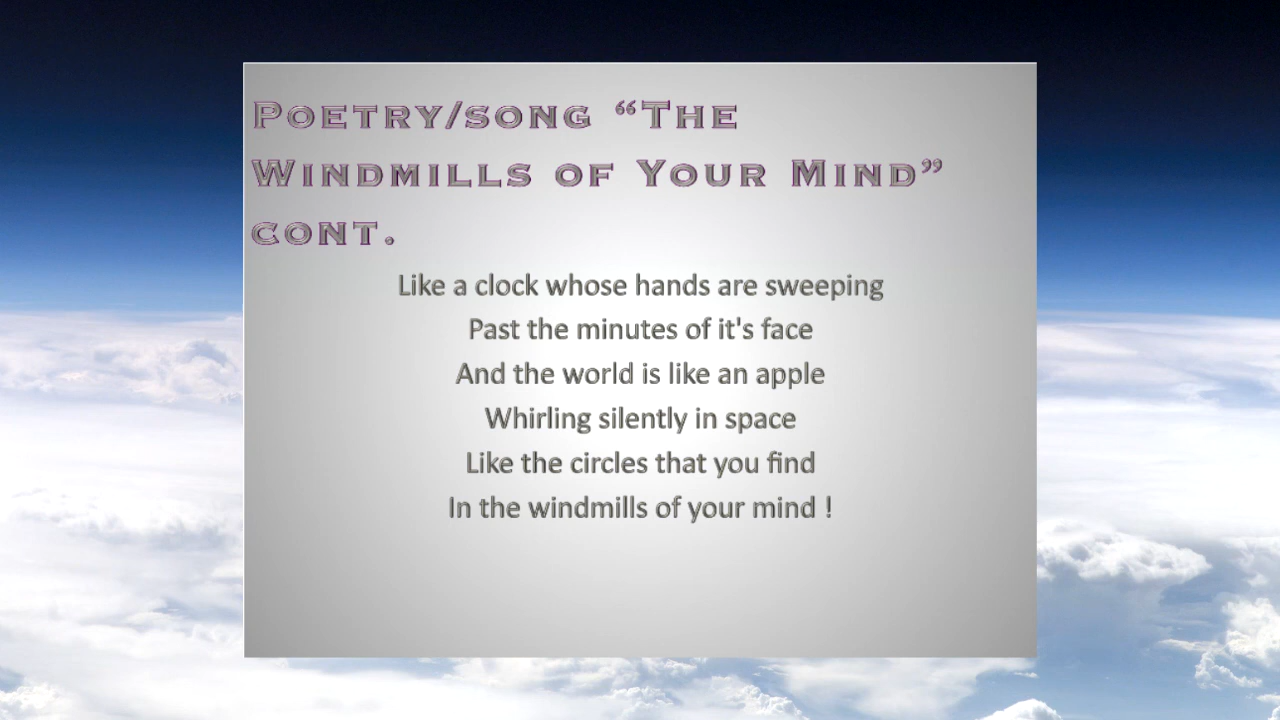 Poetry/song “The
Windmills of Your Mind”
cont.
Like a clock whose hands are sweeping
Past the minutes of it's face
And the world is like an apple
Whirling silently in space
Like the circles that you find
In the windmills of your mind !